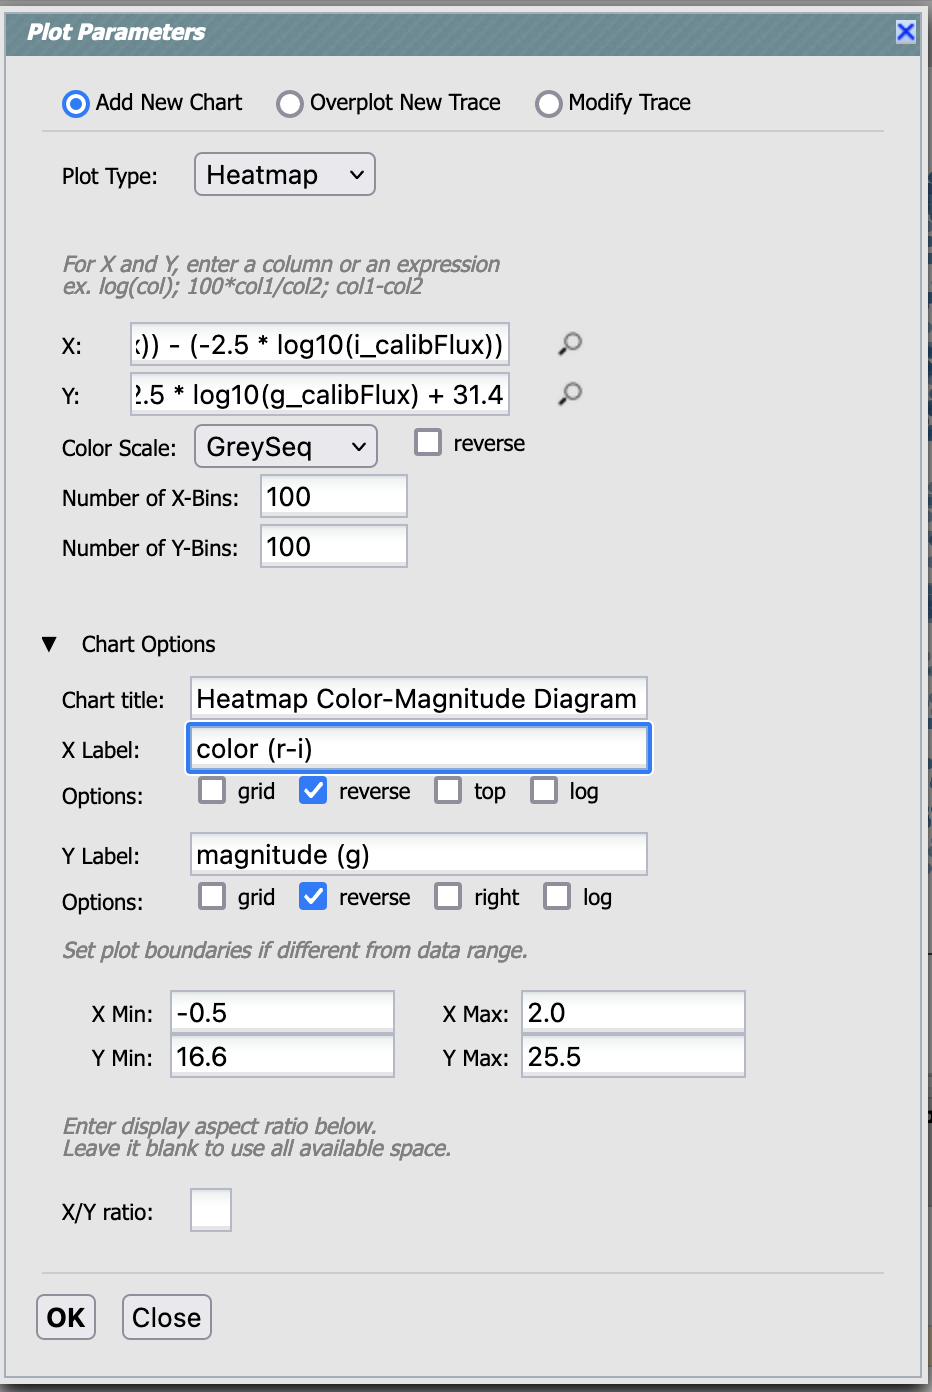 Plot Parameters
Add New Chart Overplot New Trace Modify Trace
Plot Type: Heatmap
For X and Y, enter a column or an expression
ex. log(col); 100*col1/col2; col1-col2
X: )) - (-2.5 * log10(i_calibFlux))
Y: 2.5 * log10(g_calibFlux) + 31.4
Color Scale: GreySeq reverse
Number of X-Bins: 100
Number of Y-Bins: 100
Chart Options
Chart title: Heatmap Color-Magnitude Diagram
X Label: color (r-i)
Options: grid reverse top log
Y Label: magnitude (g)
Options: grid reverse right log
Set plot boundaries if different from data range.
X Min: -0.5 X Max: 2.0
Y Min: 16.6 Y Max: 25.5
Enter display aspect ratio below.
Leave it blank to use all available space.
X/Y ratio:
OK Close